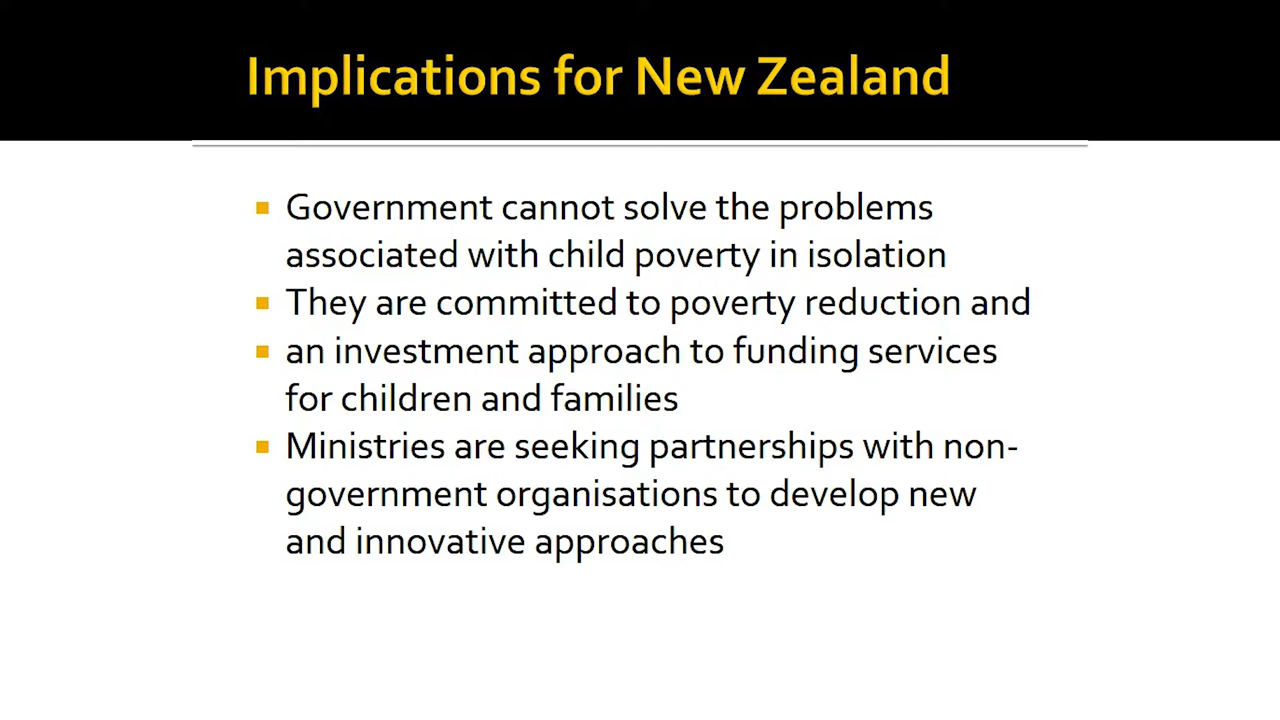 Implications for New Zealand
Government cannot solve the problems
associated with child poverty in isolation
They are committed to poverty reduction and
an investment approach to funding services
for children and families
Ministries are seeking partnerships with non-
government organisations to develop new
and innovative approaches